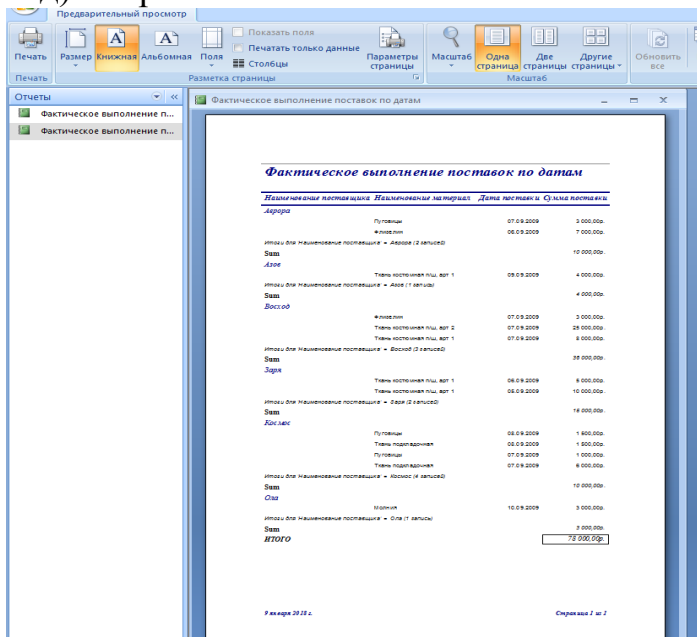 Предварительный просмотр
Печать
Размер
Книжная
Альбомная
Поля
Показать поля
Печатать только данные
Столбцы
Параметры страницы
Масштаб
Одна страница
Две страницы
Другие страницы
Обновить все
Печать
Разметка страницы
Масштаб
Отчеты
Фактическое выполнение п...
Фактическое выполнение п...
Фактическое выполнение поставок по датам
Фактическое выполнение поставок по датам
Наименование поставщика Наименование материал Дата поставки Сумма поставки
Аврора
Пуговицы 07.09.2009 3 000,00р.
Флизелин 06.09.2009 7 000,00р.
Итоги для 'Наименование поставщика' = Аврора (2 записей)
Sum 10 000,00р.
Азов
Ткань костюмная п/ш, арт 1 09.09.2009 4 000,00р.
Итоги для 'Наименование поставщика' = Азов (1 запись)
Sum 4 000,00р.
Восход
Флизелин 07.09.2009 3 000,00р.
Ткань костюмная п/ш, арт 2 07.09.2009 25 000,00р.
Ткань костюмная п/ш, арт 1 07.09.2009 8 000,00р.
Итоги для 'Наименование поставщика' = Восход (3 записей)
Sum 36 000,00р.
Заря
Ткань костюмная п/ш, арт 1 06.09.2009 5 000,00р.
Ткань костюмная п/ш, арт 1 05.09.2009 10 000,00р.
Итоги для 'Наименование поставщика' = Заря (2 записей)
Sum 15 000,00р.
Космос
Пуговицы 08.09.2009 1 500,00р.
Ткань подкладочная 08.09.2009 1 500,00р.
Пуговицы 07.09.2009 1 000,00р.
Ткань подкладочная 07.09.2009 6 000,00р.
Итоги для 'Наименование поставщика' = Космос (4 записей)
Sum 10 000,00р.
Ола
Молния 10.09.2009 3 000,00р.
Итоги для 'Наименование поставщика' = Ола (1 запись)
Sum 3 000,00р.
ИТОГО 78 000,00р.
9 января 2018 г. Страница 1 из 1